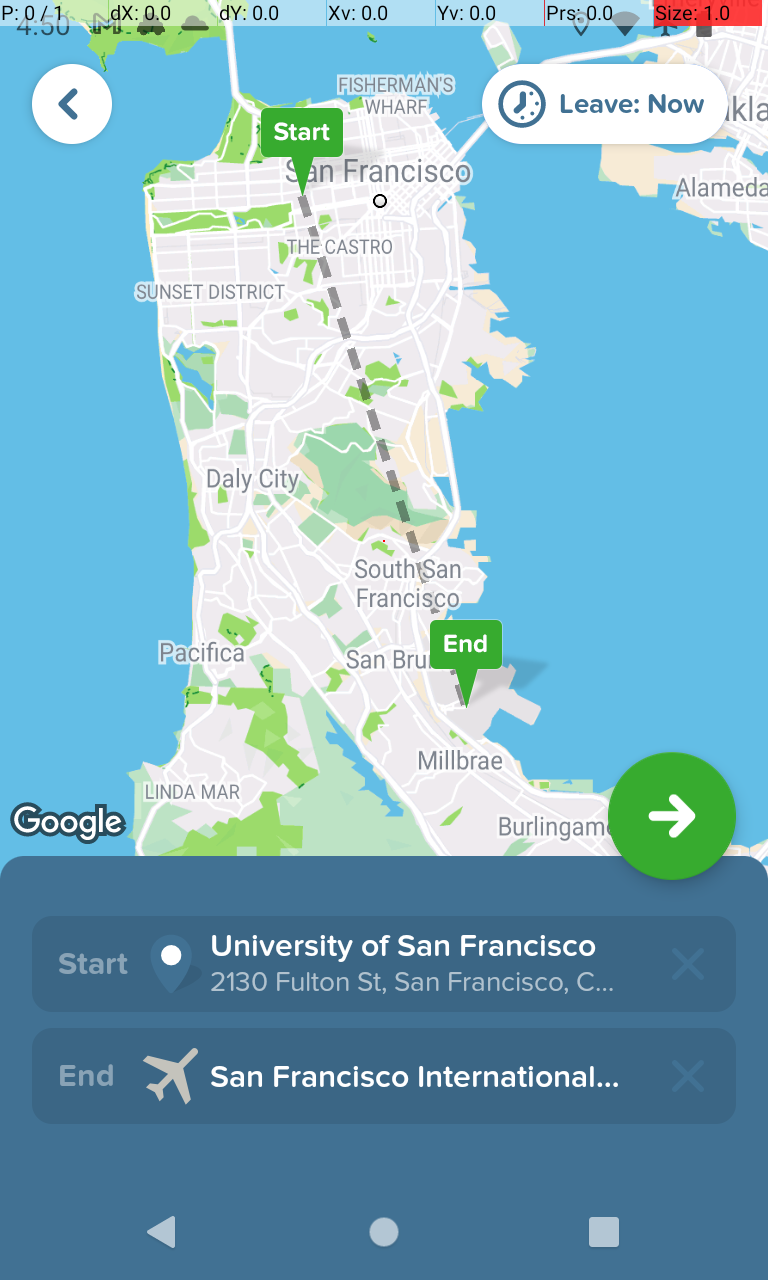 P: 0 / 1 dX: 0.0 dY: 0.0 Xv: 0.0 Yv: 0.0 Prs: 0.0 Size: 1.0
4:50
FISHERMAN'S
WHARF
Leave: Now
Start
San Francisco
Alameda
THE CASTRO
SUNSET DISTRICT
Daly City
South San
Francisco
End
Pacifica
San Bru
Millbrae
LINDA MAR
Google
Burlingame
Start
University of San Francisco
2130 Fulton St, San Francisco, C...
End
San Francisco International...